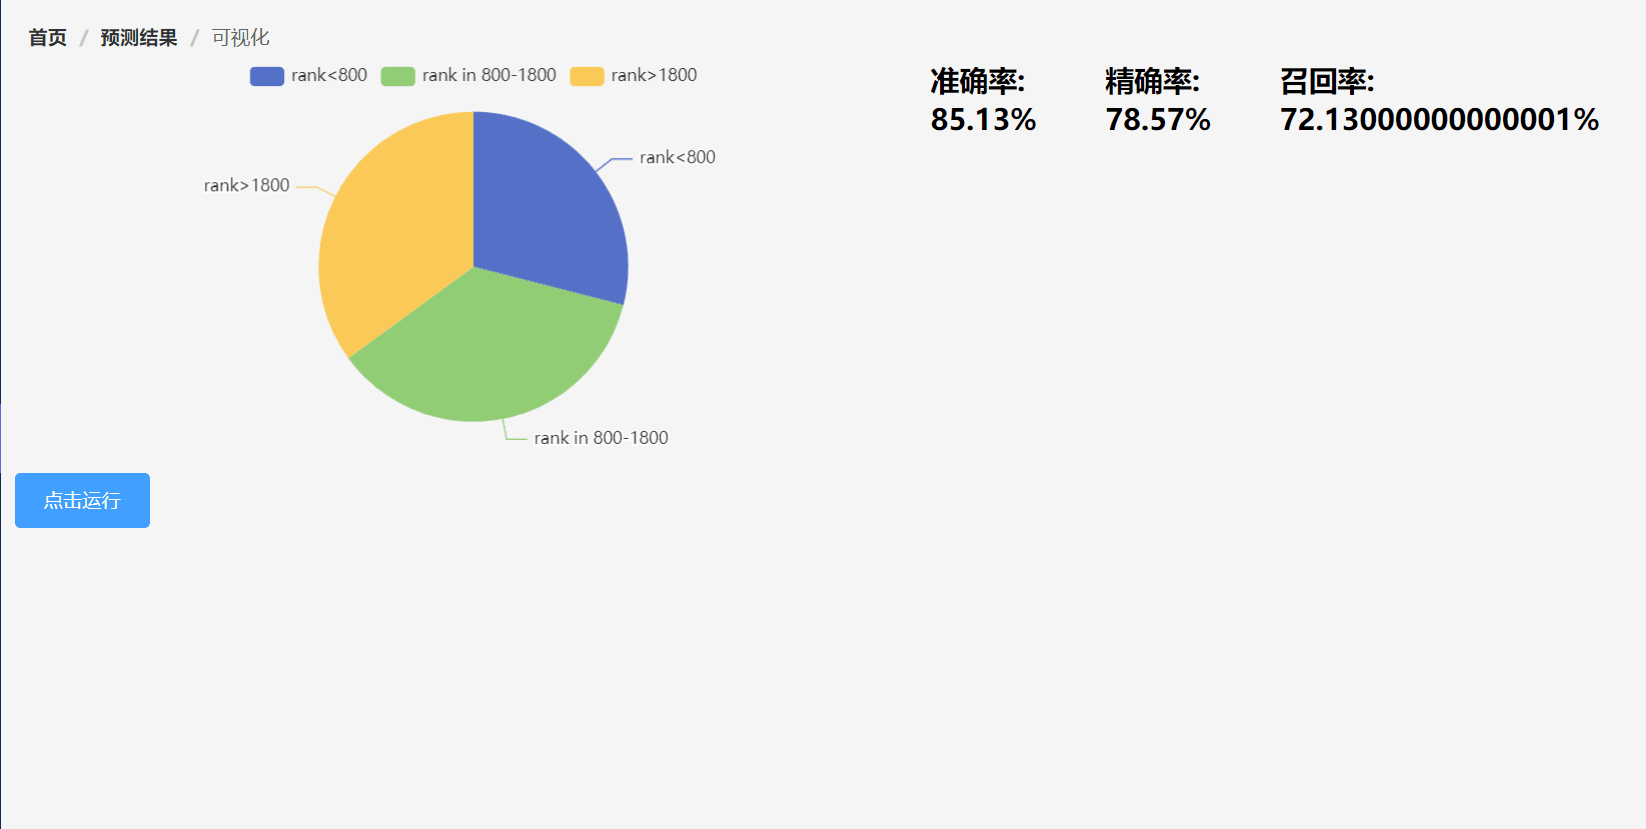 首页 / 预测结果 / 可视化
rank<800 rank in 800-1800 rank>1800
准确率:
85.13%
精确率:
78.57%
召回率:
72.13000000000001%
rank<800
rank>1800
rank in 800-1800
点击运行